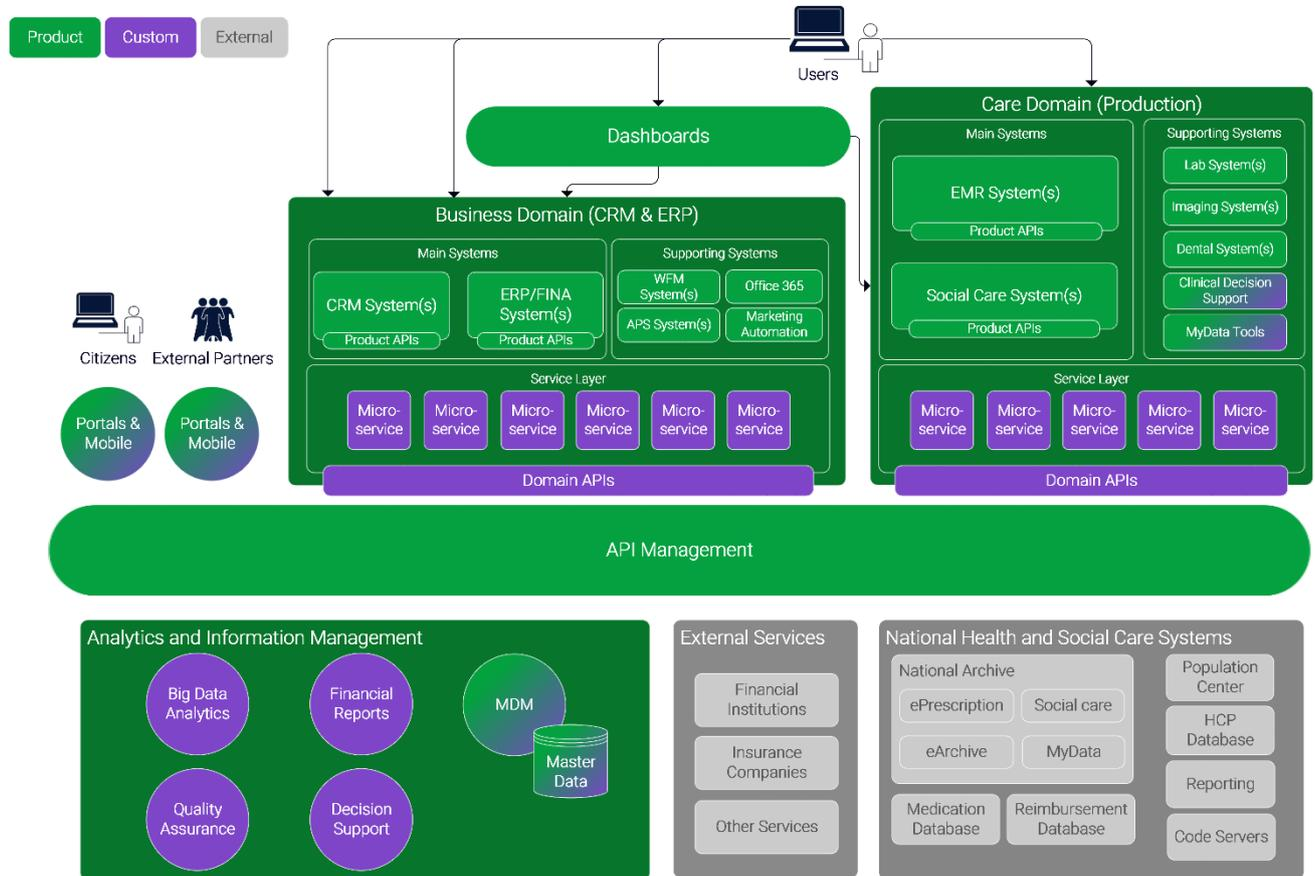 Product
Custom
External
Users
Dashboards
Business Domain (CRM & ERP)
Main Systems
CRM System(s)
Product APIs
ERP/FINA
System(s)
Product APIs
Supporting Systems
WFM
System(s)
Office 365
APS System(s)
Marketing
Automation
Service Layer
Micro-
service
Micro-
service
Micro-
service
Micro-
service
Micro-
service
Micro-
service
Domain APIs
Care Domain (Production)
Main Systems
EMR System(s)
Product APIs
Social Care System(s)
Product APIs
Supporting Systems
Lab System(s)
Imaging System(s)
Dental System(s)
Clinical Decision
Support
MyData Tools
Service Layer
Micro-
service
Micro-
service
Micro-
service
Micro-
service
Micro-
service
Domain APIs
Citizens
External Partners
Portals &
Mobile
Portals &
Mobile
API Management
Analytics and Information Management
Big Data
Analytics
Financial
Reports
MDM
Master
Data
Quality
Assurance
Decision
Support
External Services
Financial
Institutions
Insurance
Companies
Other Services
National Health and Social Care Systems
National Archive
ePrescription
Social care
eArchive
MyData
Medication
Database
Reimbursement
Database
Population
Center
HCP
Database
Reporting
Code Servers